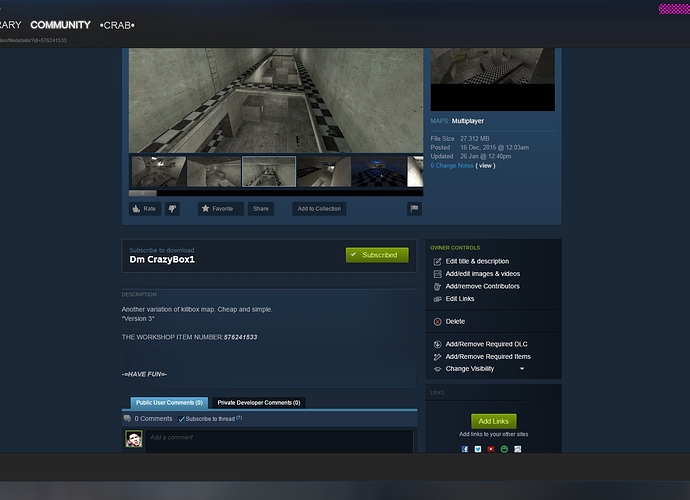 RARY COMMUNITY •CRAB•
les/filedetails/?id=576241533
MAPS: Multiplayer
File Size 27.312 MB
Posted 16 Dec, 2015 @ 12:03am
Updated 26 Jan @ 12:40pm
6 Change Notes ( view )
Rate Favorite Share Add to Collection
Subscribe to download
Dm CrazyBox1
Subscribed
OWNER CONTROLS
Edit title & description
Add/edit images & videos
Add/remove Contributors
Edit Links
Delete
Add/Remove Required DLC
Add/Remove Required Items
Change Visibility
DESCRIPTION
Another variation of killbox map. Cheap and simple.
*Version 3*
THE WORKSHOP ITEM NUMBER:576241533
-=HAVE FUN=-
LINKS
Add Links
Add links to your other sites
Public User Comments (0) Private Developer Comments (0)
0 Comments Subscribe to thread (?)
Add a comment